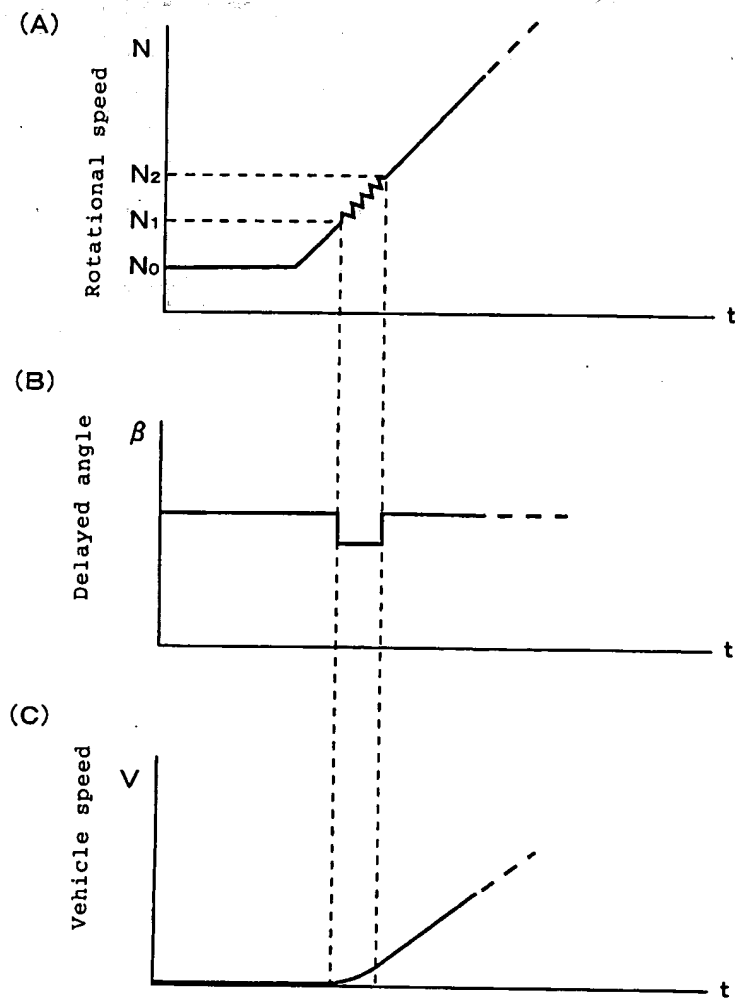 (A)
N
Rotational speed
N₂
N₁
N₀
t
(B)
β
Delayed angle
t
(C)
V
Vehicle speed
t